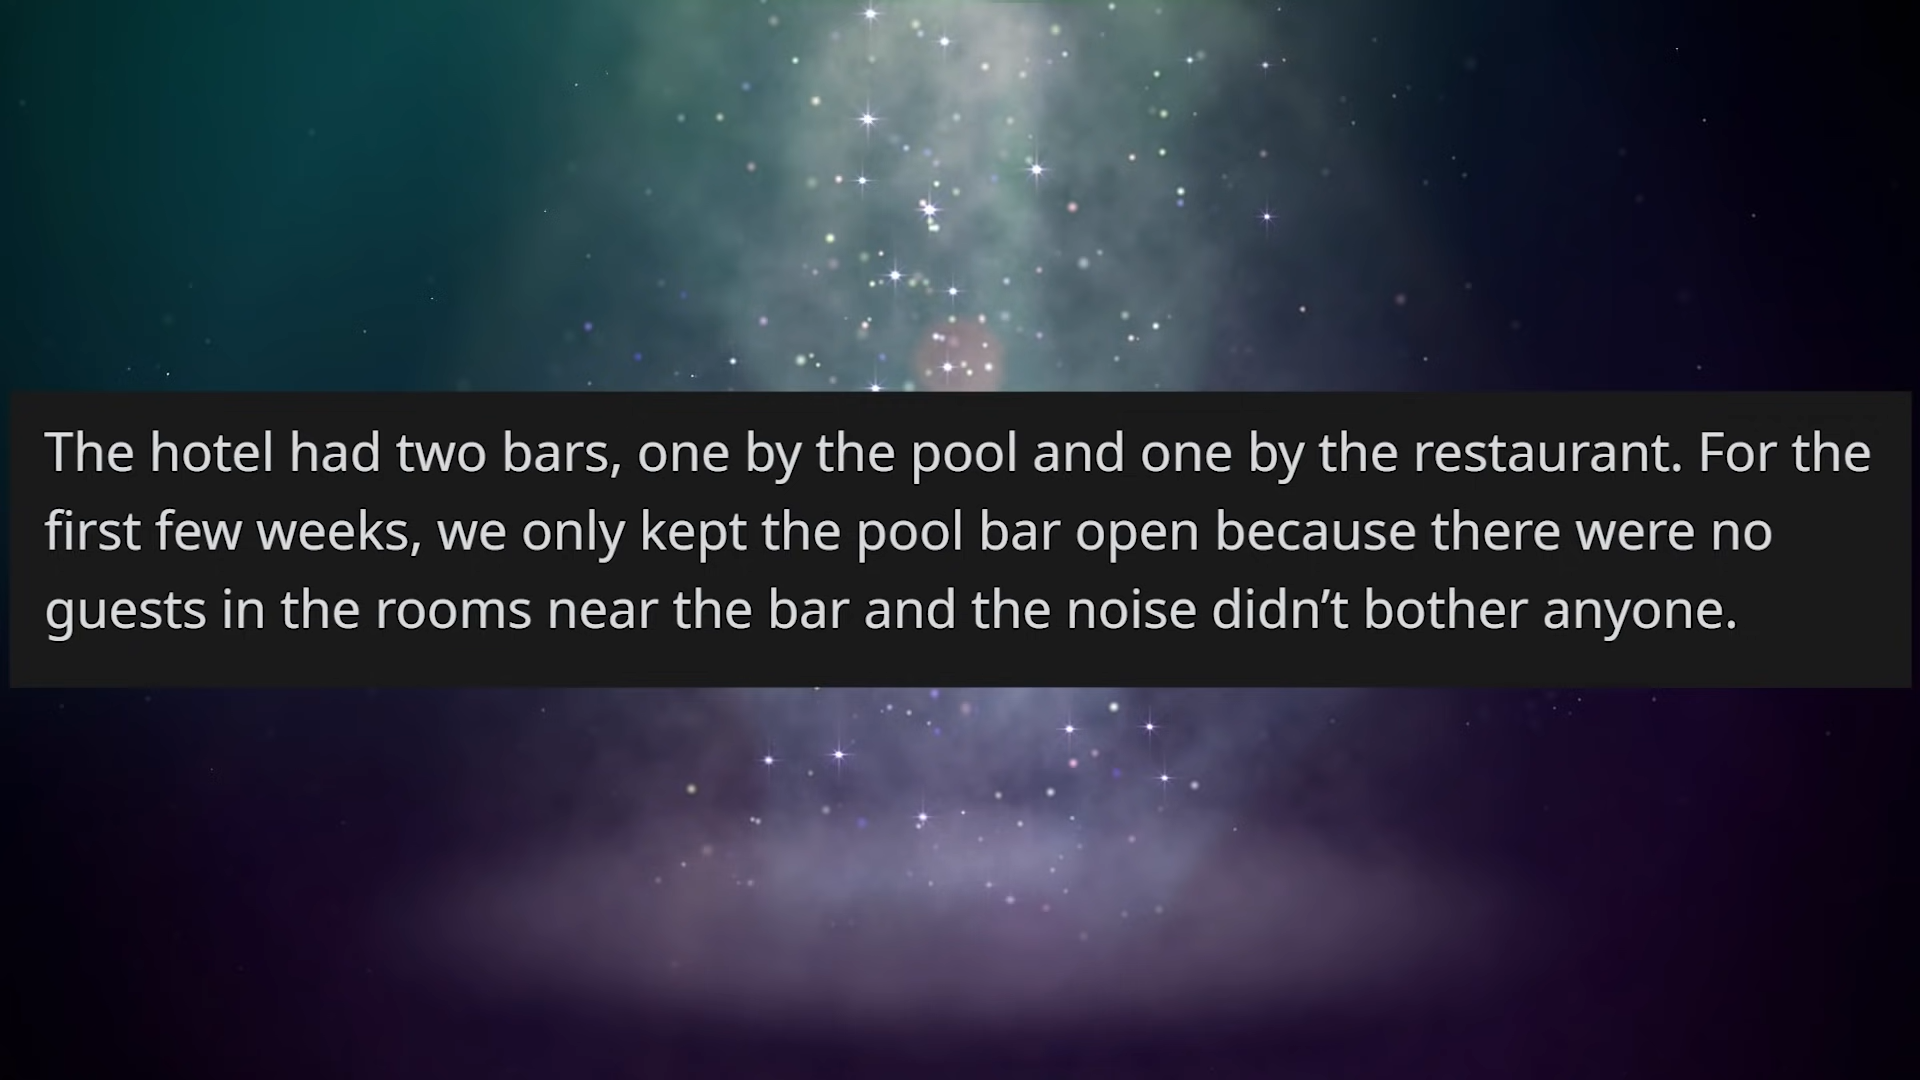 The hotel had two bars, one by the pool and one by the restaurant. For the
first few weeks, we only kept the pool bar open because there were no
guests in the rooms near the bar and the noise didn’t bother anyone.